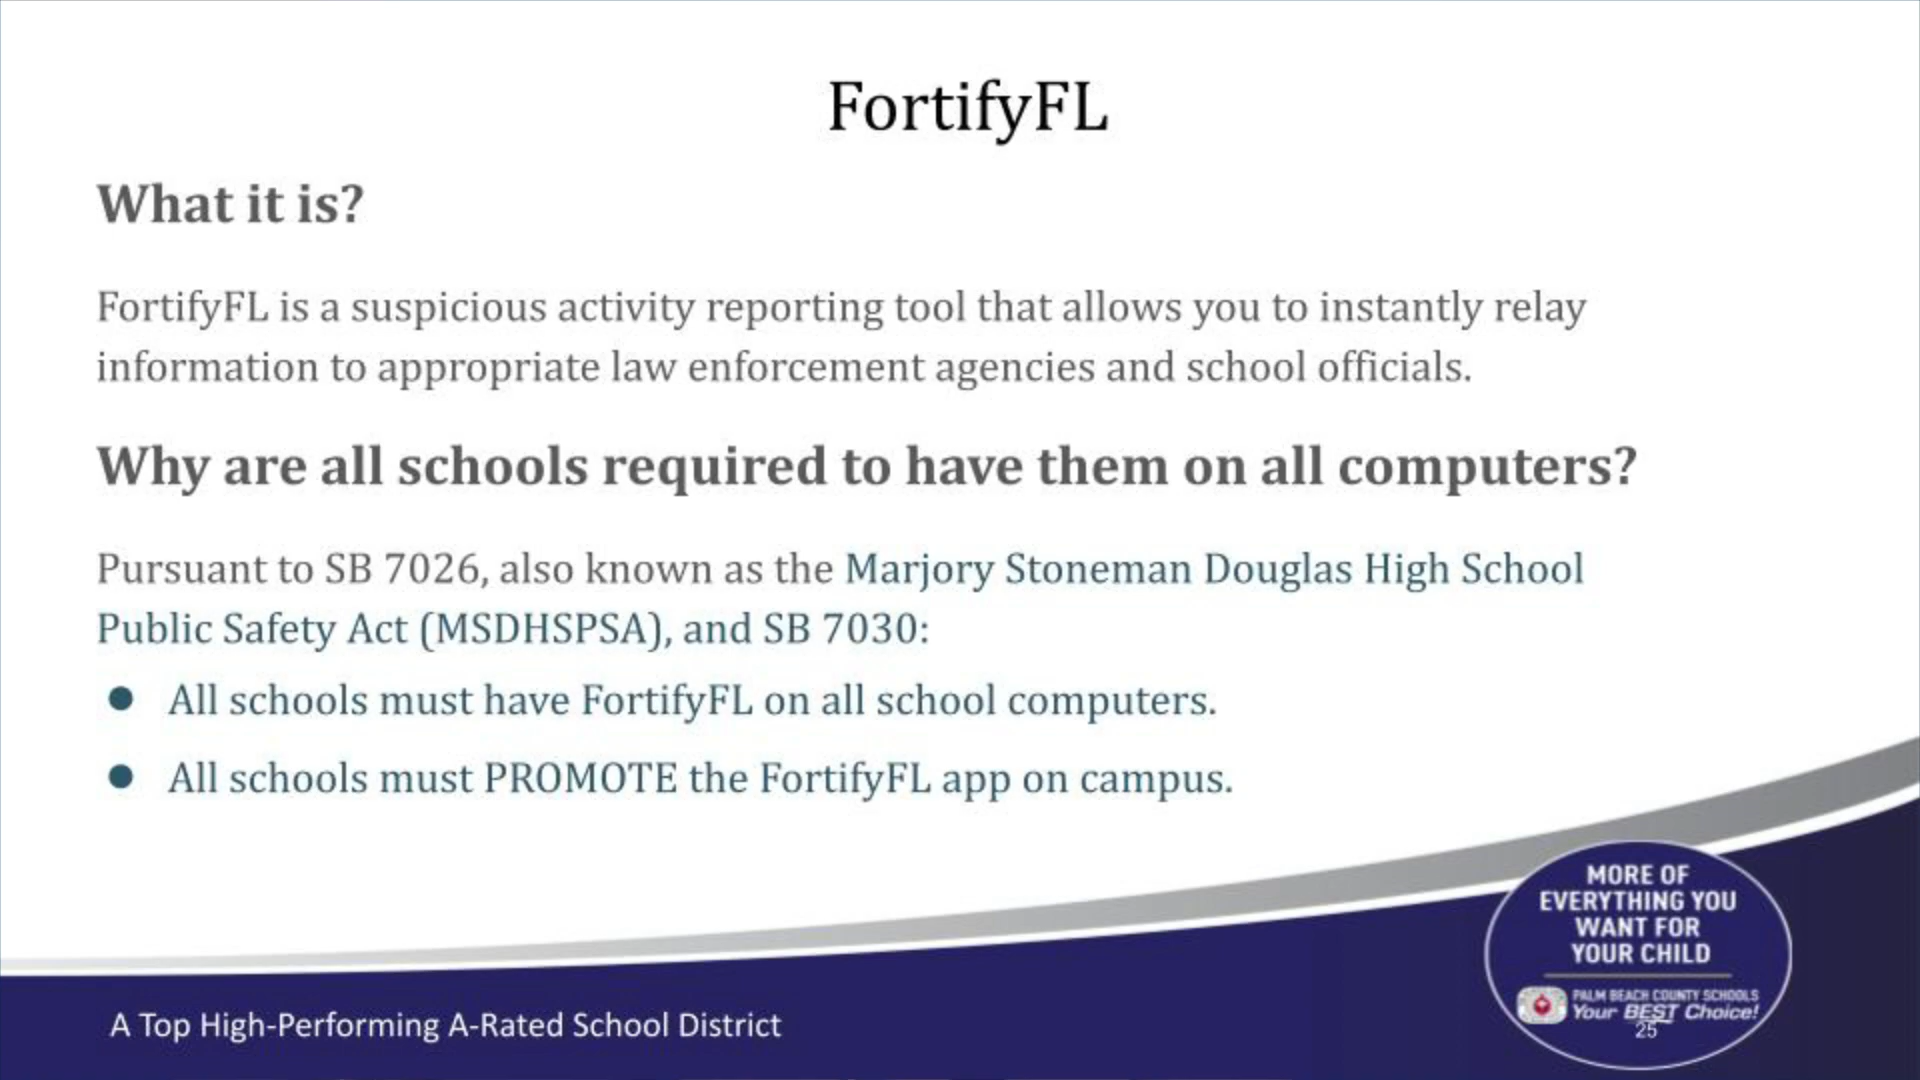 FortifyFL
What it is?
FortifyFL is a suspicious activity reporting tool that allows you to instantly relay
information to appropriate law enforcement agencies and school officials.
Why are all schools required to have them on all computers?
Pursuant to SB 7026, also known as the Marjory Stoneman Douglas High School
Public Safety Act (MSDHSPSA), and SB 7030:
● All schools must have FortifyFL on all school computers.
● All schools must PROMOTE the FortifyFL app on campus.
MORE OF
EVERYTHING YOU
WANT FOR
YOUR CHILD
PALM BEACH COUNTY SCHOOLS
Your BEST Choice!
25
A Top High-Performing A-Rated School District